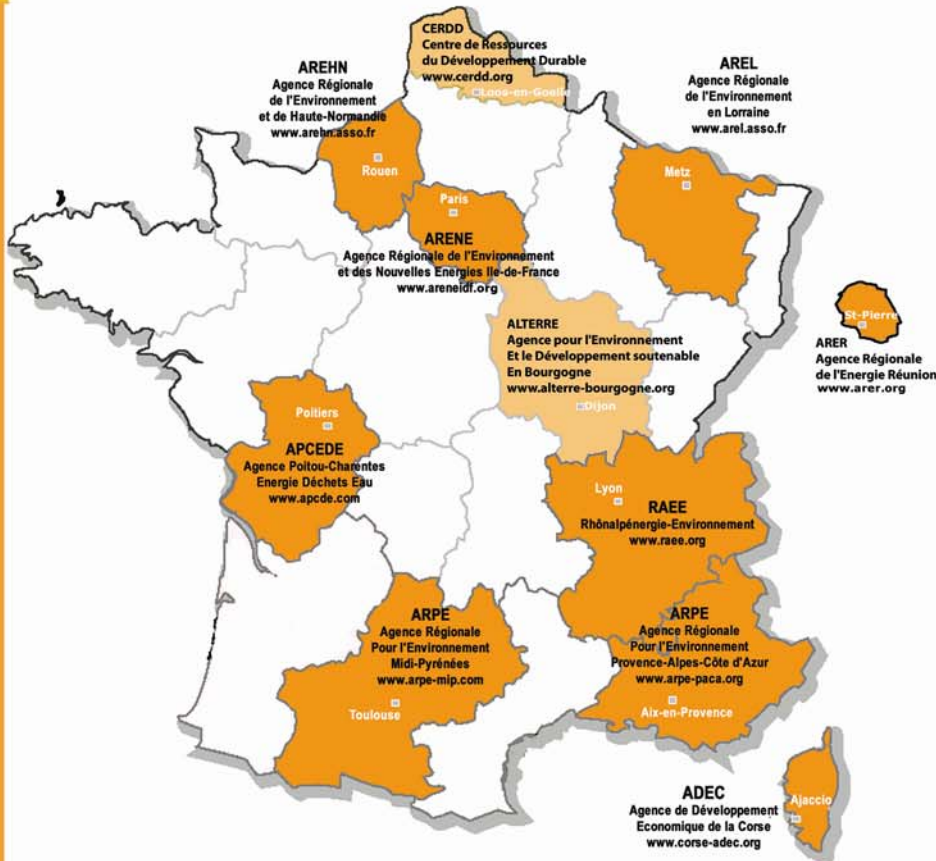 CERDD
Centre de Ressources
du Développement Durable
www.cerdd.org
Loos-en-Goelle
AREHN
Agence Régionale
de l'Environnement
et de Haute-Normandie
www.arehn.asso.fr
Rouen
AREL
Agence Régionale
de l'Environnement
en Lorraine
www.arel.asso.fr
Metz
Paris
ARENE
Agence Régionale de l'Environnement
et des Nouvelles Energies Ile-de-France
www.areneidf.org
ALTERRE
Agence pour l'Environnement
Et le Développement soutenable
En Bourgogne
www.alterre-bourgogne.org
Dijon
St-Pierre
ARER
Agence Régionale
de l'Energie Réunion
www.arer.org
Poitiers
APCEDE
Agence Poitou-Charentes
Energie Déchets Eau
www.apcde.com
Lyon
RAEE
Rhônalpénergie-Environnement
www.raee.org
ARPE
Agence Régionale
Pour l'Environnement
Midi-Pyrénées
www.arpe-mip.com
Toulouse
ARPE
Agence Régionale
Pour l'Environnement
Provence-Alpes-Côte d'Azur
www.arpe-paca.org
Aix-en-Provence
ADEC
Agence de Développement
Economique de la Corse
www.corse-adec.org
Ajaccio